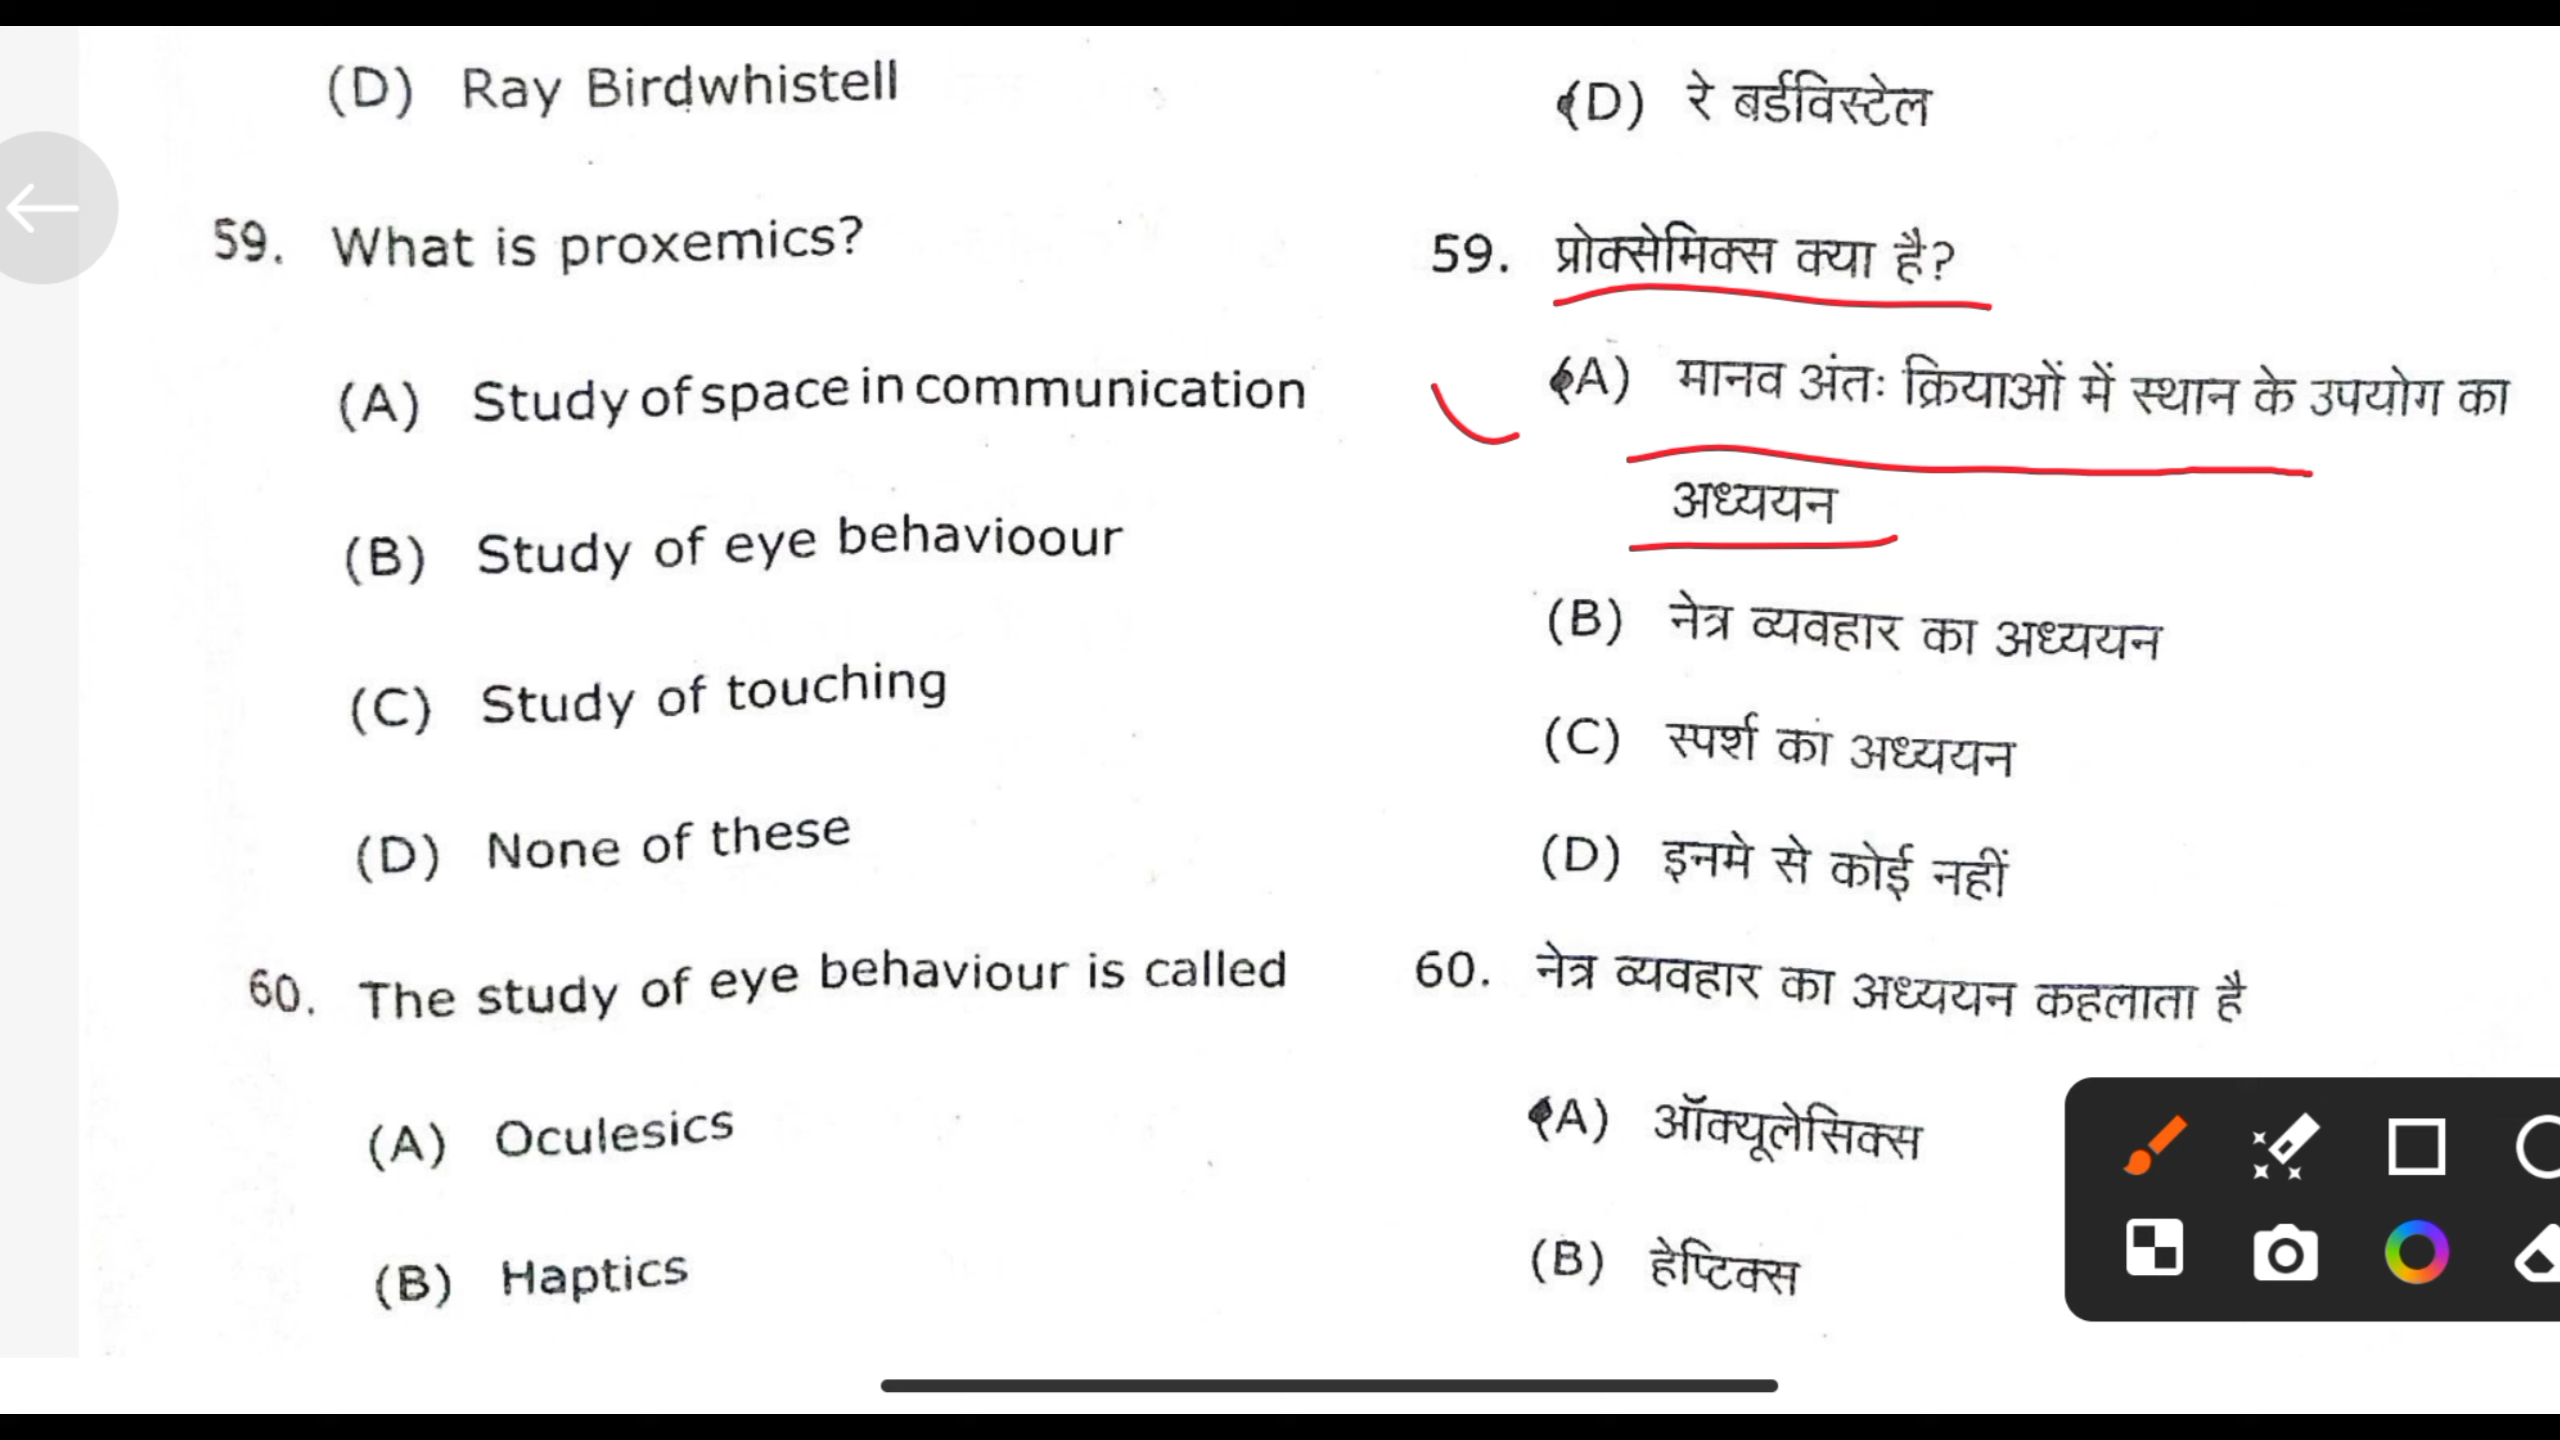 (D) Ray Birdwhistell
59. What is proxemics?
(A) Study of space in communication
(B) Study of eye behavioour
(C) Study of touching
(D) None of these
60. The study of eye behaviour is called
(A) Oculesics
(B) Haptics
(D) रे बर्डविस्टेल
59. प्रोक्सेमिक्स क्या है?
(A) मानव अंतः क्रियाओं में स्थान के उपयोग का
अध्ययन
(B) नेत्र व्यवहार का अध्ययन
(C) स्पर्श का अध्ययन
(D) इनमे से कोई नहीं
60. नेत्र व्यवहार का अध्ययन कहलाता है
(A) ऑक्यूलेसिक्स
(B) हेप्टिक्स